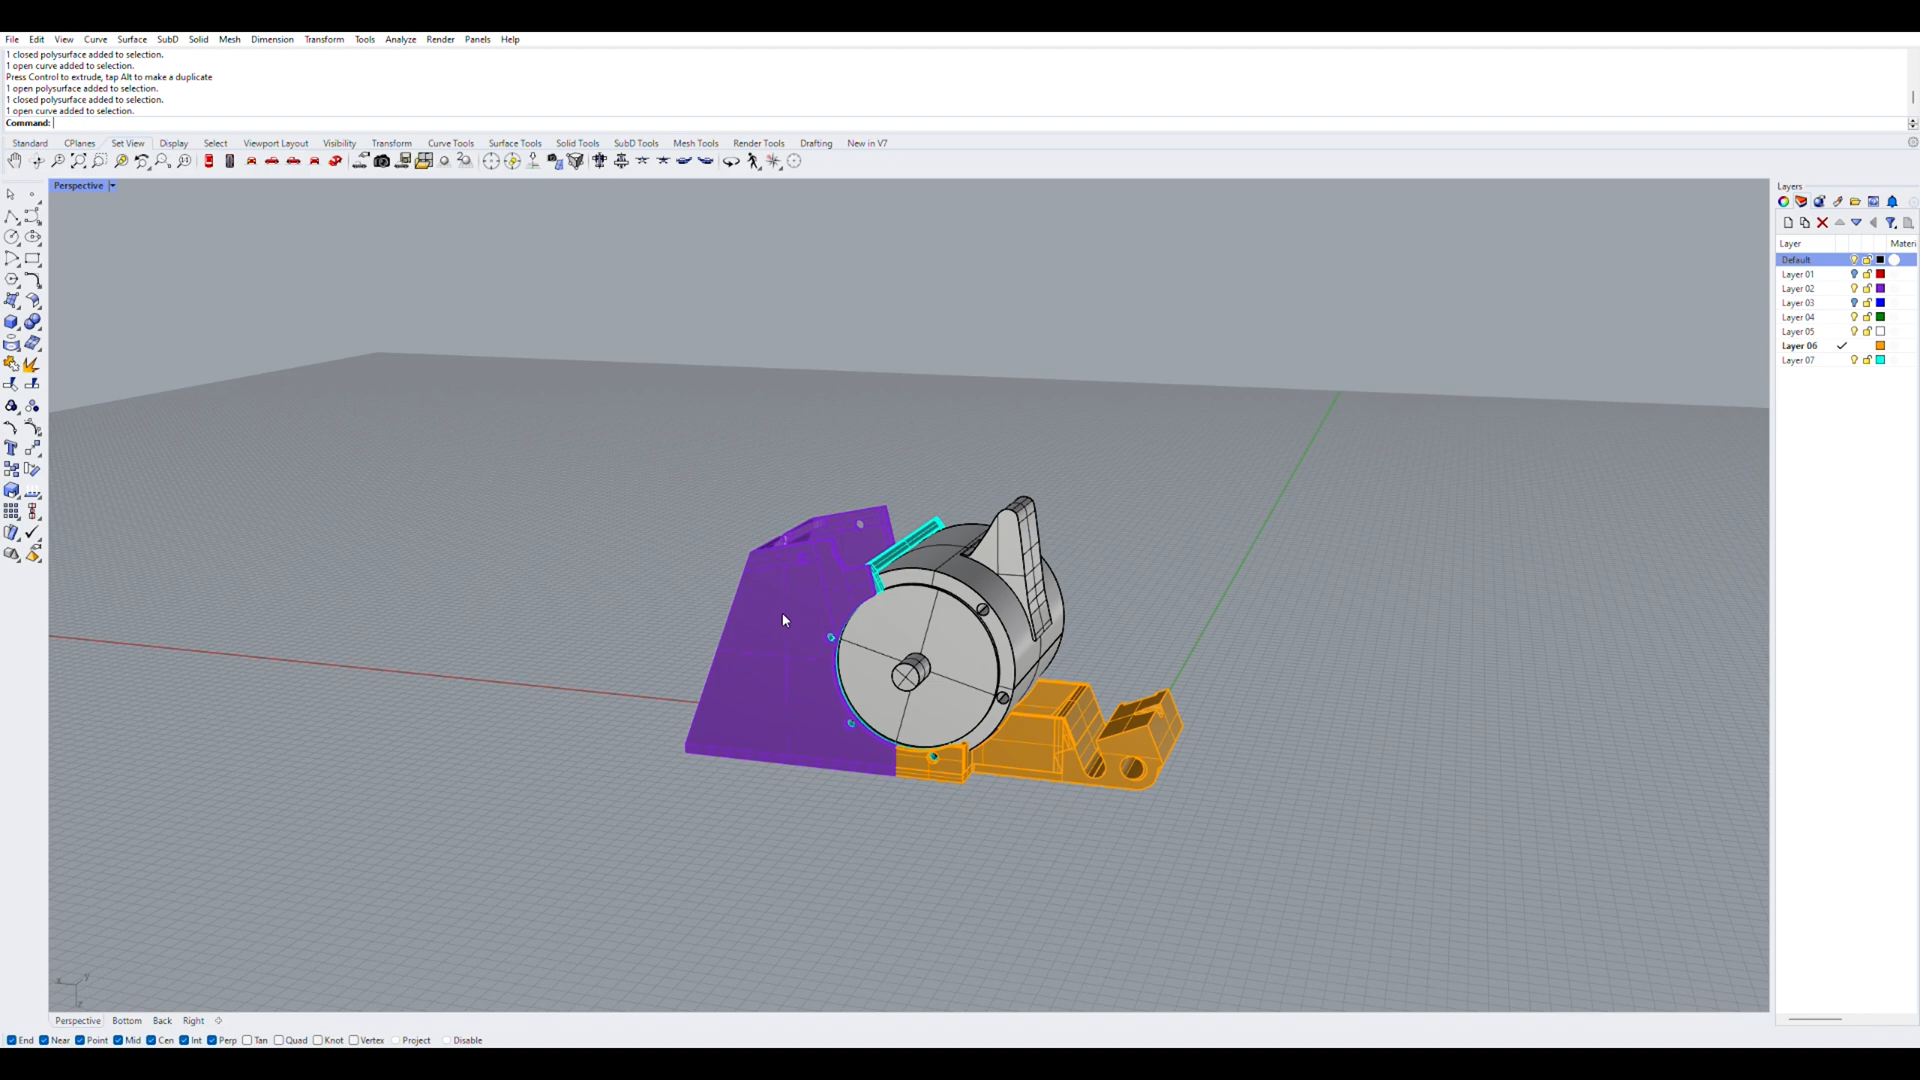 File Edit View Curve Surface SubD Solid Mesh Dimension Transform Tools Analyze Render Panels Help
1 closed polysurface added to selection.
1 open curve added to selection.
Press Control to extrude, tap Alt to make a duplicate
1 open polysurface added to selection.
1 closed polysurface added to selection.
1 open curve added to selection.
Command:
Standard CPlanes Set View Display Select Viewport Layout Visibility Transform Curve Tools Surface Tools Solid Tools SubD Tools Mesh Tools Render Tools Drafting New in V7
Perspective
Layers
Layer Materi
Default
Layer 01
Layer 02
Layer 03
Layer 04
Layer 05
Layer 06
Layer 07
x y
z
Perspective Bottom Back Right
End Near Point Mid Cen Int Perp Tan Quad Knot Vertex Project Disable